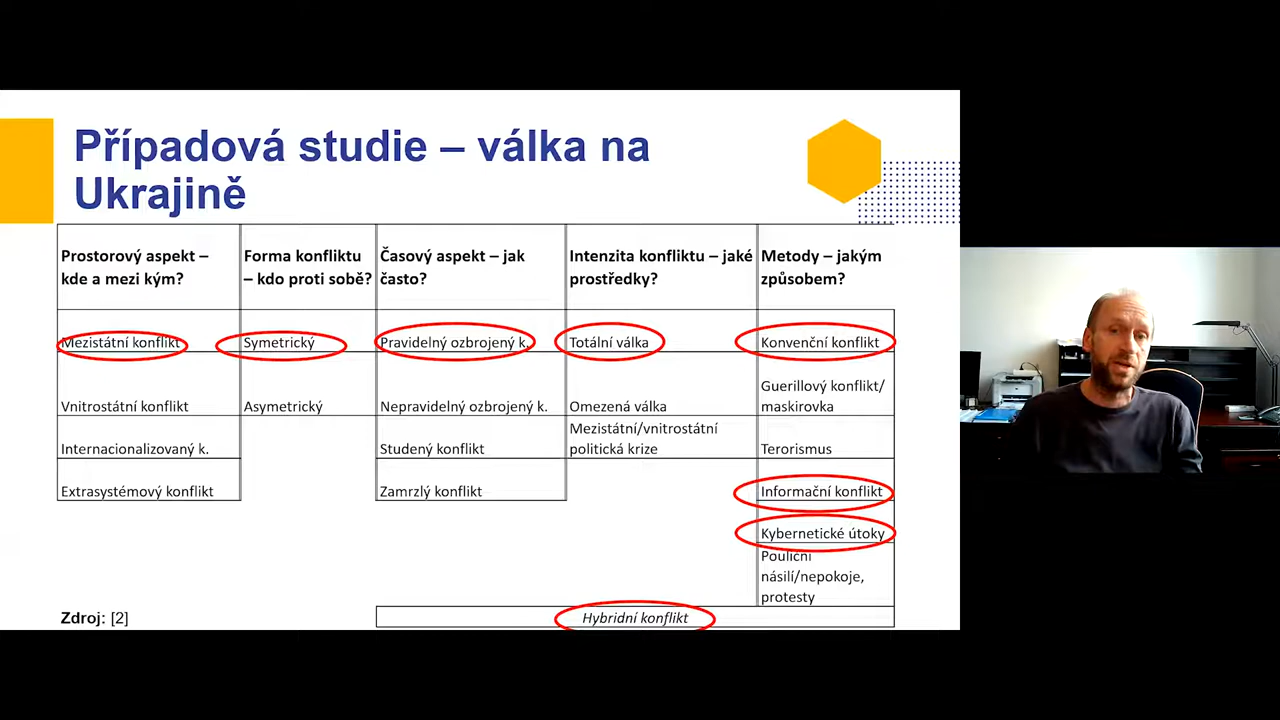 Případová studie – válka na
Ukrajině
Prostorový aspekt –
kde a mezi kým?
Forma konfliktu
– kdo proti sobě?
Časový aspekt – jak
často?
Intenzita konfliktu – jaké
prostředky?
Metody – jakým
způsobem?
Mezistátní konflikt
Symetrický
Pravidelný ozbrojený k.
Totální válka
Konvenční konflikt
Vnitrostátní konflikt
Asymetrický
Nepravidelný ozbrojený k.
Omezená válka
Guerillový konflikt/
maskirovka
Internacionalizovaný k.
Studený konflikt
Mezistátní/vnitrostátní
politická krize
Terorismus
Extrasystémový konflikt
Zamrzlý konflikt
Informační konflikt
Kybernetické útoky
Pouliční
násilí/nepokoje,
protesty
Zdroj: [2]
Hybridní konflikt